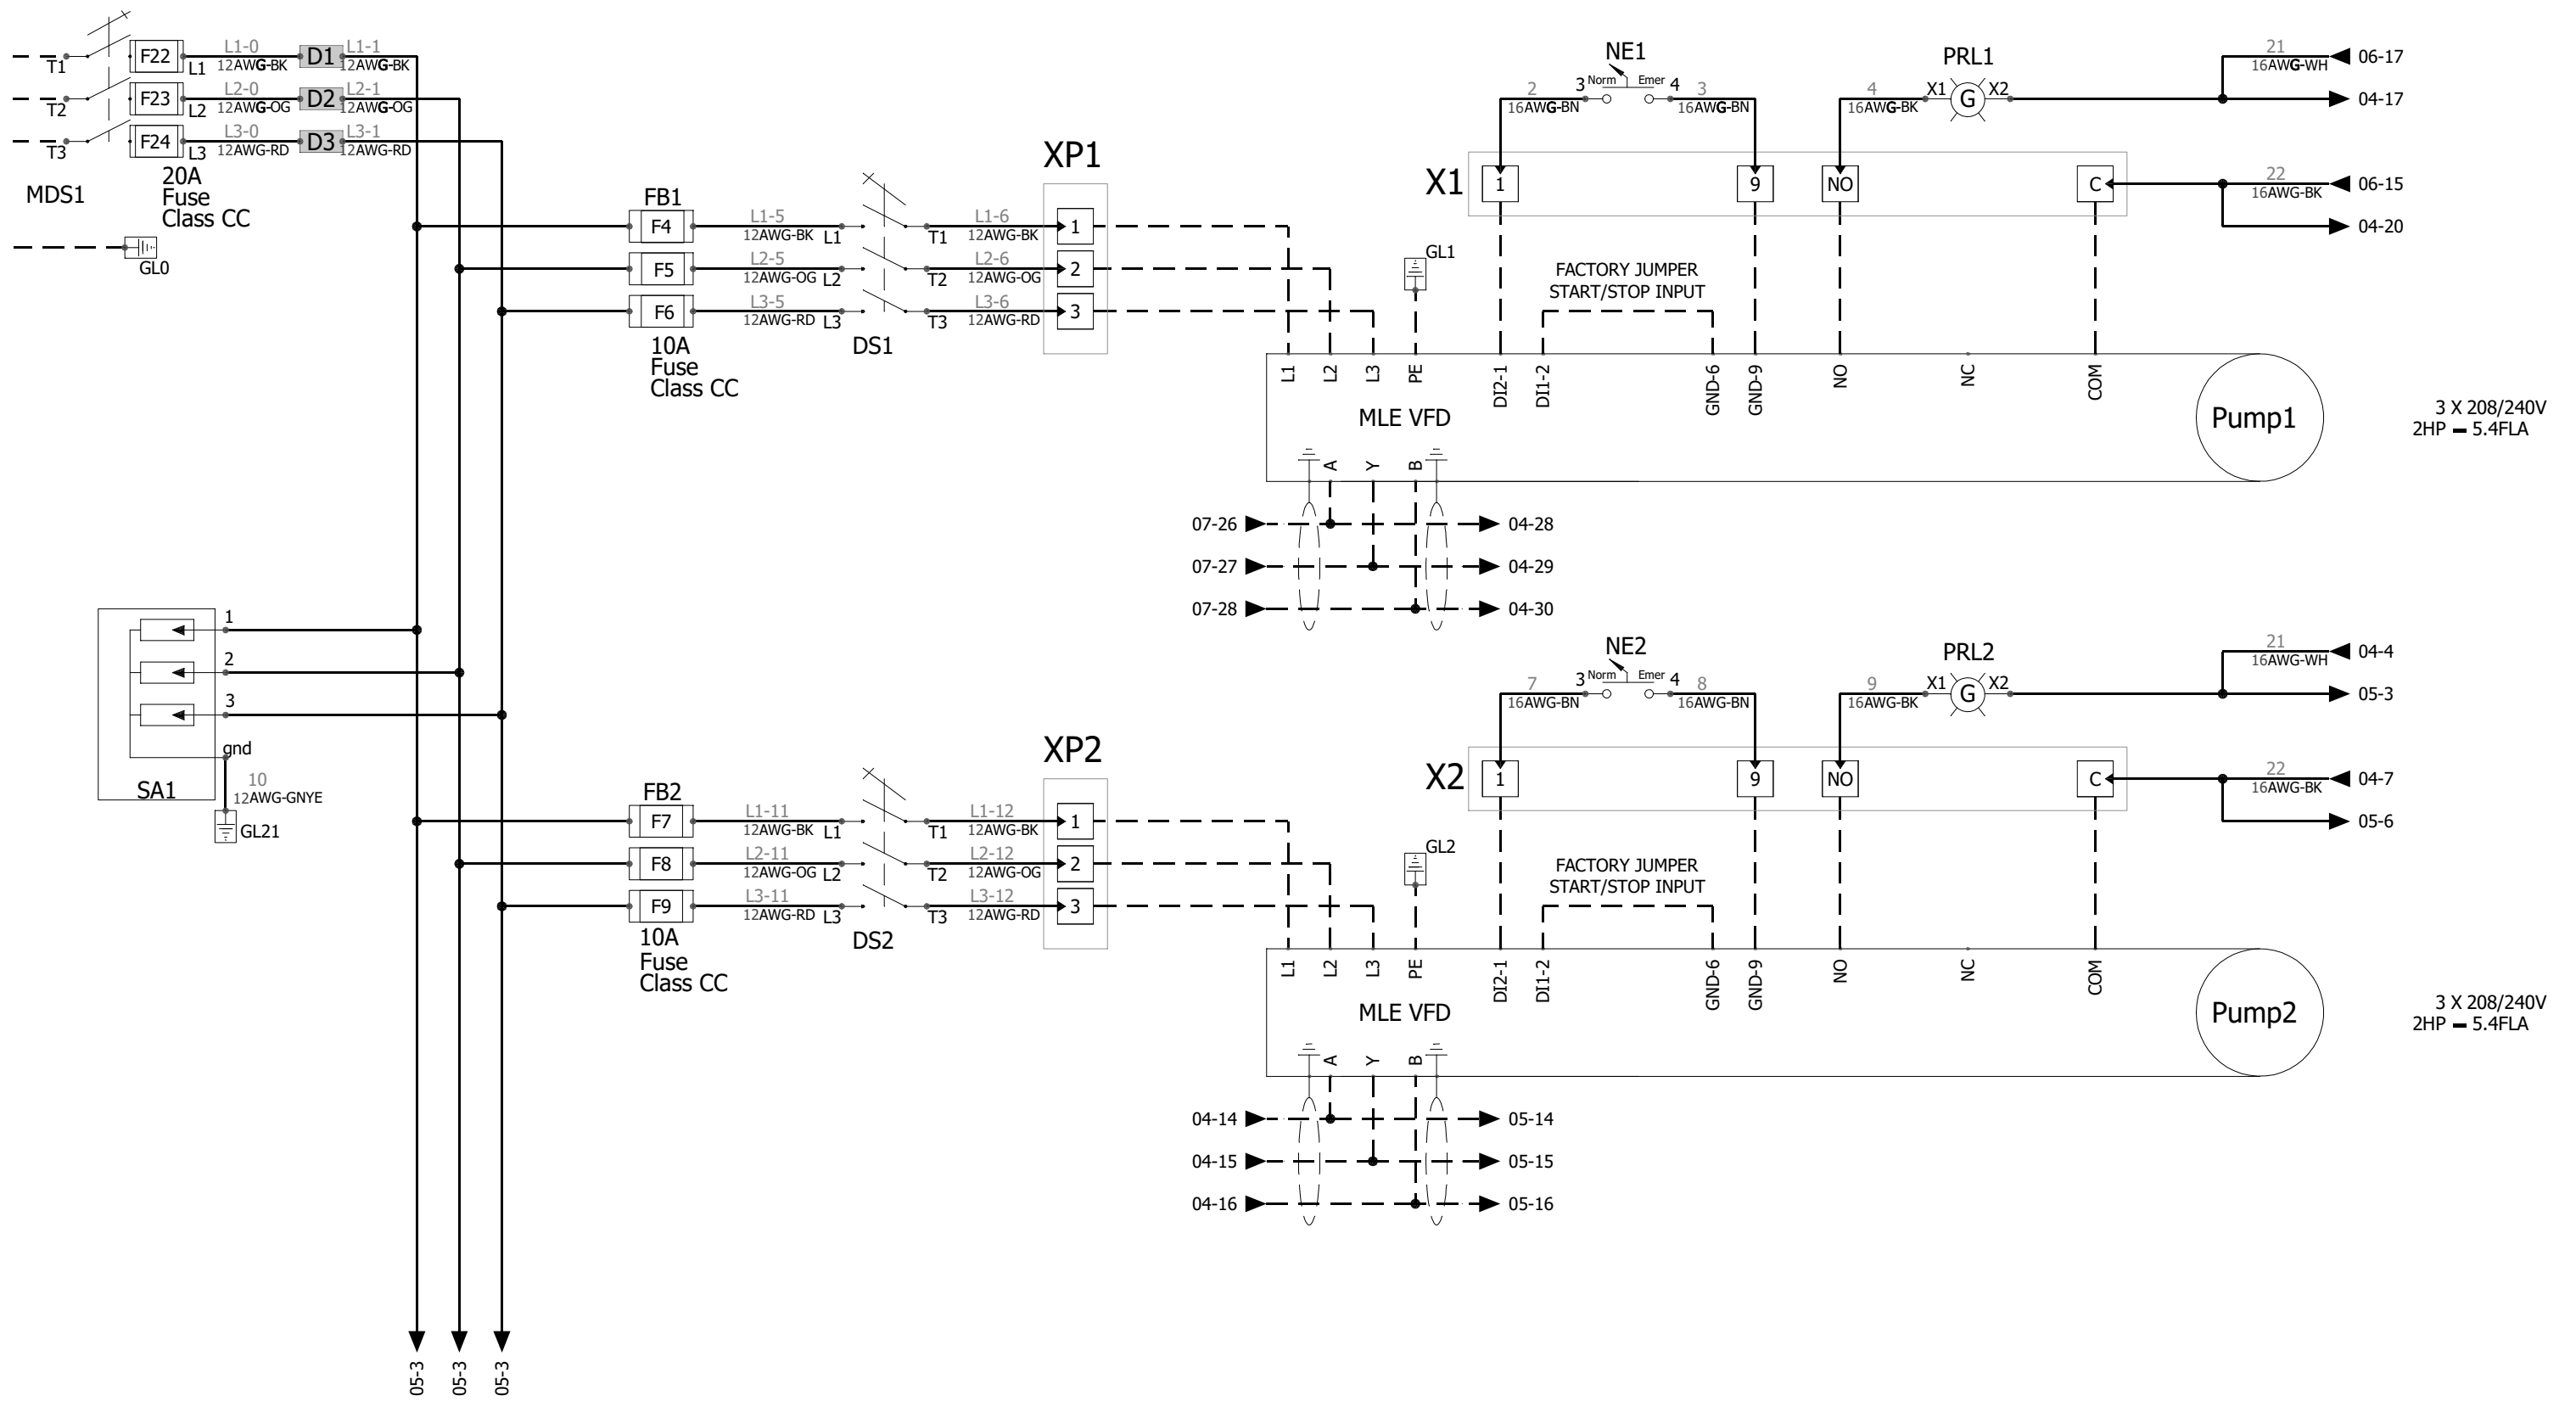 T1 F22 L1 L1-0 12AWG-BK D1 L1-1 12AWG-BK
T2 F23 L2 L2-0 12AWG-OG D2 L2-1 12AWG-OG
T3 F24 L3 L3-0 12AWG-RD D3 L3-1 12AWG-RD
MDS1
20A
Fuse
Class CC
GL0
FB1
F4 L1-5 12AWG-BK L1 T1 L1-6 12AWG-BK 1
F5 L2-5 12AWG-OG L2 T2 L2-6 12AWG-OG 2
F6 L3-5 12AWG-RD L3 T3 L3-6 12AWG-RD 3
10A
Fuse
Class CC
DS1
XP1
NE1
2 16AWG-BN 3 Norm Emer 4 3 16AWG-BN
PRL1
4 16AWG-BK X1 G X2
21 16AWG-WH 06-17
04-17
X1 1 9 NO C
22 16AWG-BK 06-15
04-20
GL1
FACTORY JUMPER
START/STOP INPUT
L1 L2 L3 PE DI2-1 DI1-2 GND-6 GND-9 NO NC COM
MLE VFD
Pump1
3 X 208/240V
2HP - 5.4FLA
A Y B
07-26 04-28
07-27 04-29
07-28 04-30
1
2
3
gnd
SA1
10
12AWG-GNYE
GL21
FB2
F7 L1-11 12AWG-BK L1 T1 L1-12 12AWG-BK 1
F8 L2-11 12AWG-OG L2 T2 L2-12 12AWG-OG 2
F9 L3-11 12AWG-RD L3 T3 L3-12 12AWG-RD 3
10A
Fuse
Class CC
DS2
XP2
NE2
7 16AWG-BN 3 Norm Emer 4 8 16AWG-BN
PRL2
9 16AWG-BK X1 G X2
21 16AWG-WH 04-4
05-3
X2 1 9 NO C
22 16AWG-BK 04-7
05-6
GL2
FACTORY JUMPER
START/STOP INPUT
L1 L2 L3 PE DI2-1 DI1-2 GND-6 GND-9 NO NC COM
MLE VFD
Pump2
3 X 208/240V
2HP - 5.4FLA
A Y B
04-14 05-14
04-15 05-15
04-16 05-16
05-3 05-3 05-3